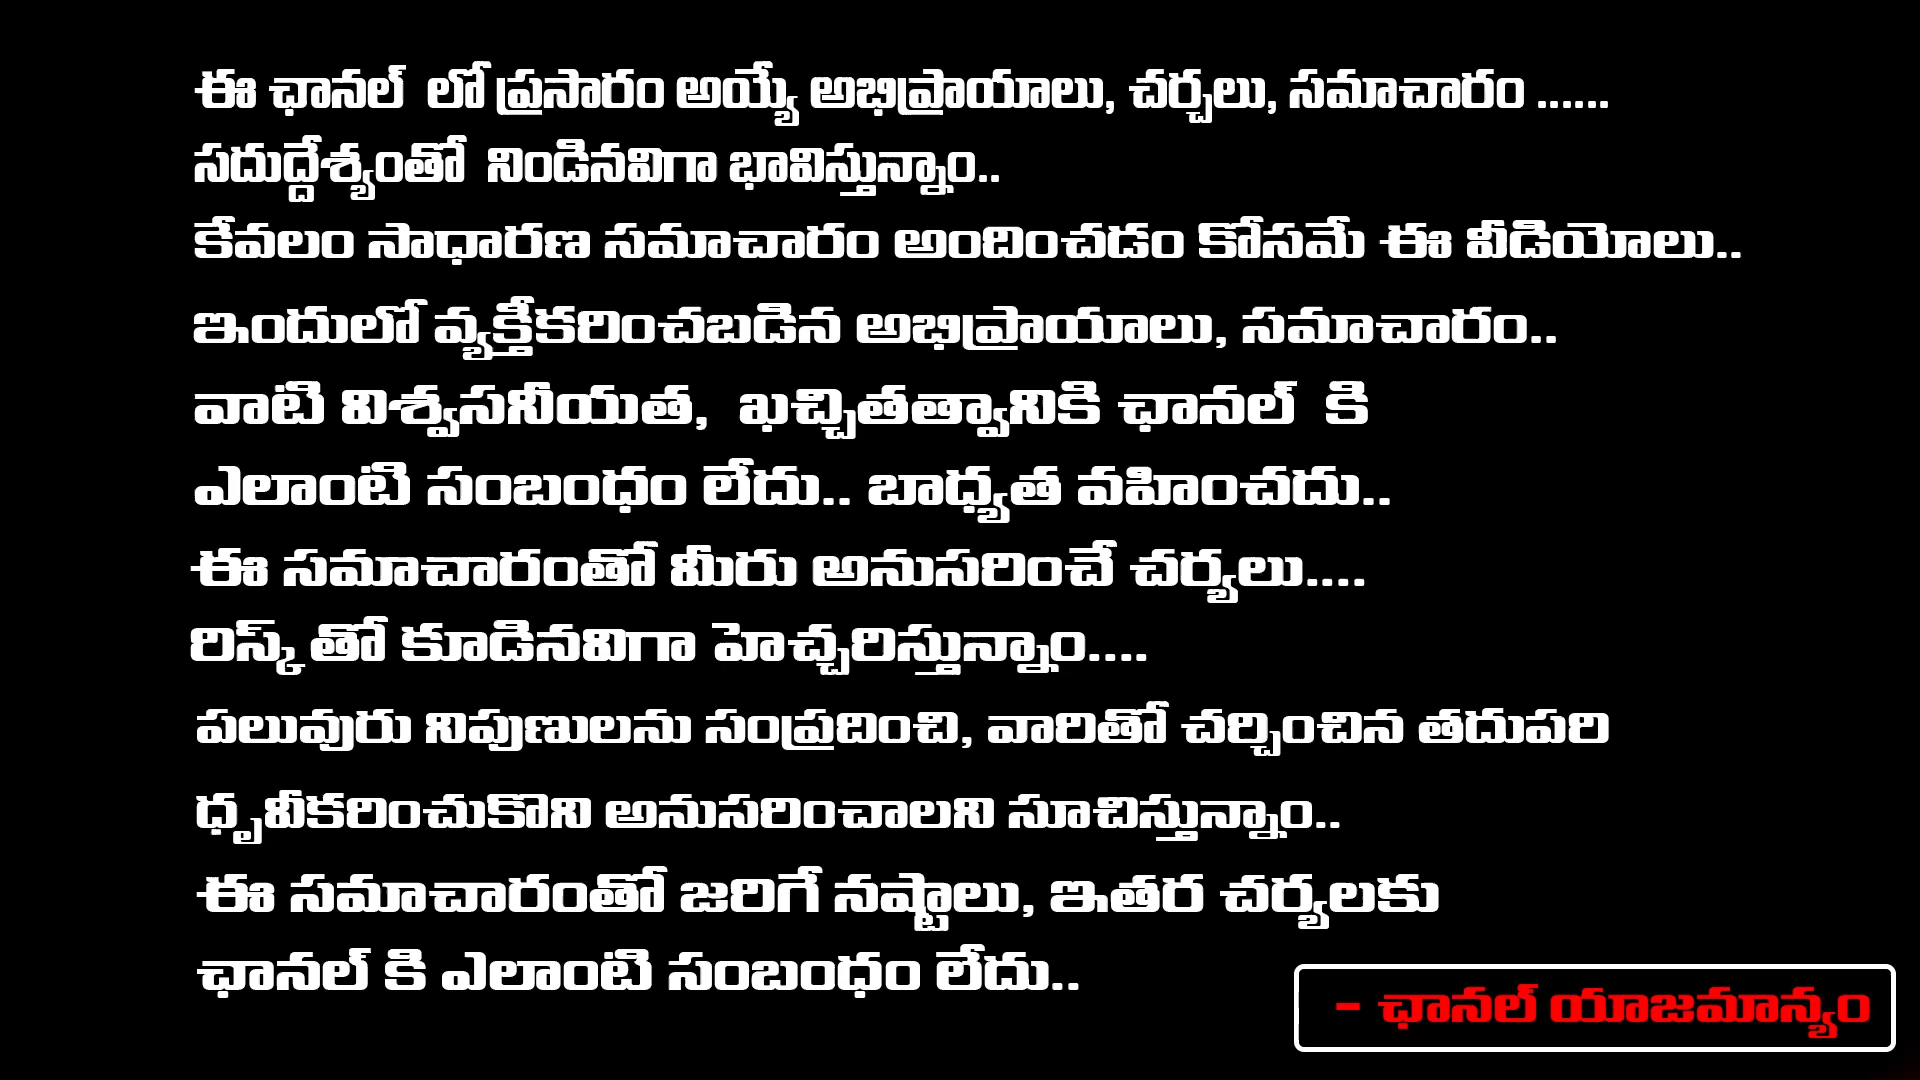 ఈ ఛానల్ లో ప్రసారం అయ్యే అభిప్రాయాలు, చర్చలు, సమాచారం ......
సదుద్దేశ్యంతో నిండినవిగా భావిస్తున్నాం..
కేవలం సాధారణ సమాచారం అందించడం కోసమే ఈ వీడియోలు..
ఇందులో వ్యక్తీకరించబడిన అభిప్రాయాలు, సమాచారం..
వాటి విశ్వసనీయత, ఖచ్చితత్వానికి ఛానల్ కి
ఎలాంటి సంబంధం లేదు.. బాధ్యత వహించదు..
ఈ సమాచారంతో మీరు అనుసరించే చర్యలు....
రిస్క్ తో కూడినవిగా హెచ్చరిస్తున్నాం....
పలువురు నిపుణులను సంప్రదించి, వారితో చర్చించిన తదుపరి
ధృవీకరించుకొని అనుసరించాలని సూచిస్తున్నాం..
ఈ సమాచారంతో జరిగే నష్టాలు, ఇతర చర్యలకు
ఛానల్ కి ఎలాంటి సంబంధం లేదు..
- ఛానల్ యాజమాన్యం